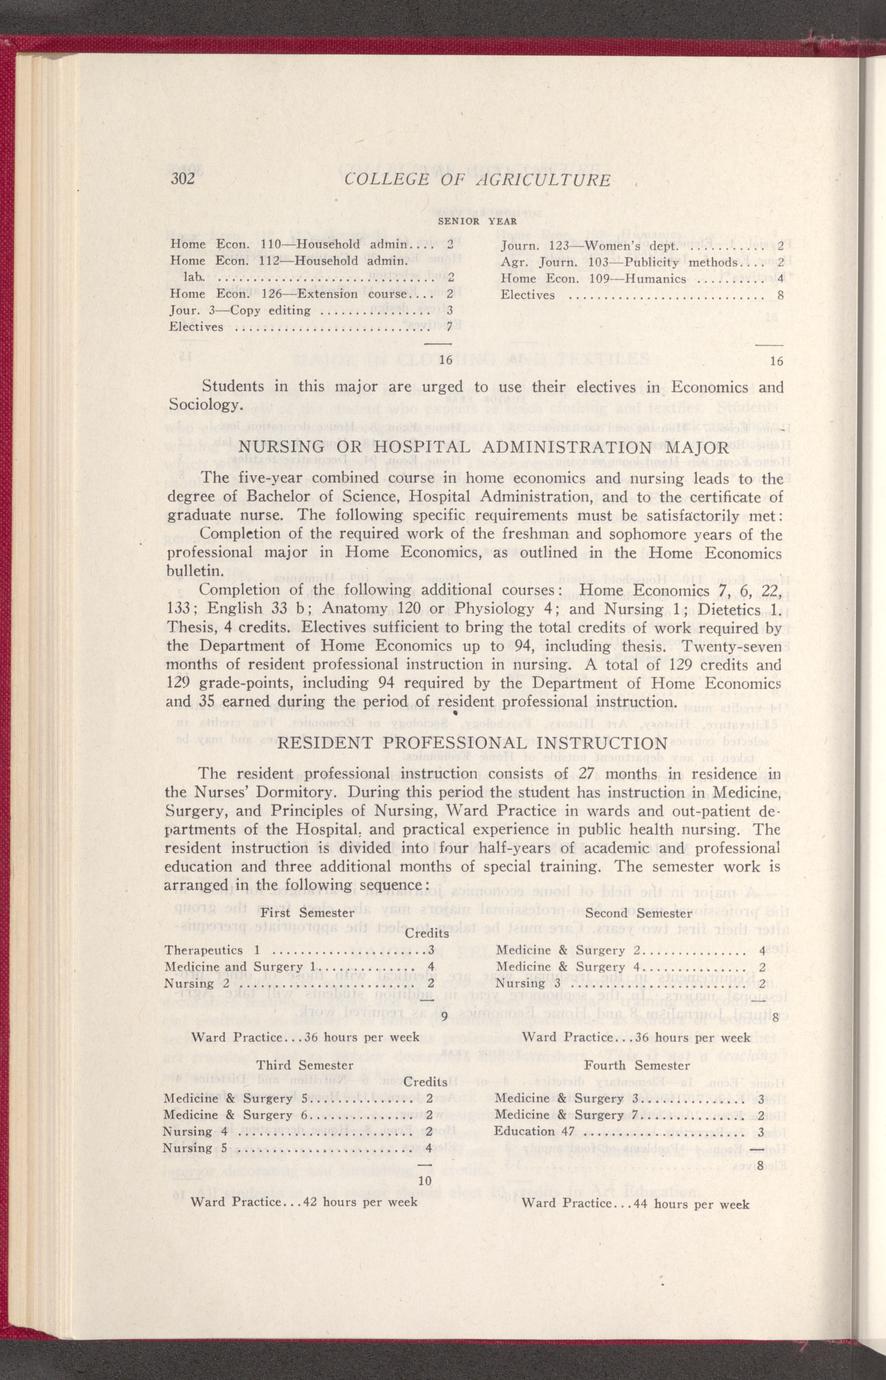 302 COLLEGE OF AGRICULTURE
SENIOR YEAR
Home Econ. 110—Household admin.... 2
Home Econ. 112—Household admin.
lab. .............................. 2
Home Econ. 126—Extension course.... 2
Jour. 3—Copy editing ................ 3
Electives ........................... 7
16
Journ. 123—Women's dept. ........... 2
Agr. Journ. 103—Publicity methods.... 2
Home Econ. 109—Humanics .......... 4
Electives ............................ 8
16
Students in this major are urged to use their electives in Economics and
Sociology.
NURSING OR HOSPITAL ADMINISTRATION MAJOR
The five-year combined course in home economics and nursing leads to the
degree of Bachelor of Science, Hospital Administration, and to the certificate of
graduate nurse. The following specific requirements must be satisfactorily met:
Completion of the required work of the freshman and sophomore years of the
professional major in Home Economics, as outlined in the Home Economics
bulletin.
Completion of the following additional courses: Home Economics 7, 6, 22,
133; English 33 b; Anatomy 120 or Physiology 4; and Nursing 1; Dietetics 1.
Thesis, 4 credits. Electives sufficient to bring the total credits of work required by
the Department of Home Economics up to 94, including thesis. Twenty-seven
months of resident professional instruction in nursing. A total of 129 credits and
129 grade-points, including 94 required by the Department of Home Economics
and 35 earned during the period of resident professional instruction.
RESIDENT PROFESSIONAL INSTRUCTION
The resident professional instruction consists of 27 months in residence in
the Nurses' Dormitory. During this period the student has instruction in Medicine,
Surgery, and Principles of Nursing, Ward Practice in wards and out-patient de-
partments of the Hospital, and practical experience in public health nursing. The
resident instruction is divided into four half-years of academic and professional
education and three additional months of special training. The semester work is
arranged in the following sequence:
First Semester
Credits
Therapeutics 1 ......................3
Medicine and Surgery 1.............. 4
Nursing 2 ......................... 2
9
Ward Practice...36 hours per week
Second Semester
Medicine & Surgery 2............... 4
Medicine & Surgery 4............... 2
Nursing 3 ......................... 2
8
Ward Practice...36 hours per week
Third Semester
Credits
Medicine & Surgery 5............... 2
Medicine & Surgery 6............... 2
Nursing 4 ......................... 2
Nursing 5 ......................... 4
10
Ward Practice...42 hours per week
Fourth Semester
Medicine & Surgery 3............... 3
Medicine & Surgery 7............... 2
Education 47 ....................... 3
8
Ward Practice...44 hours per week